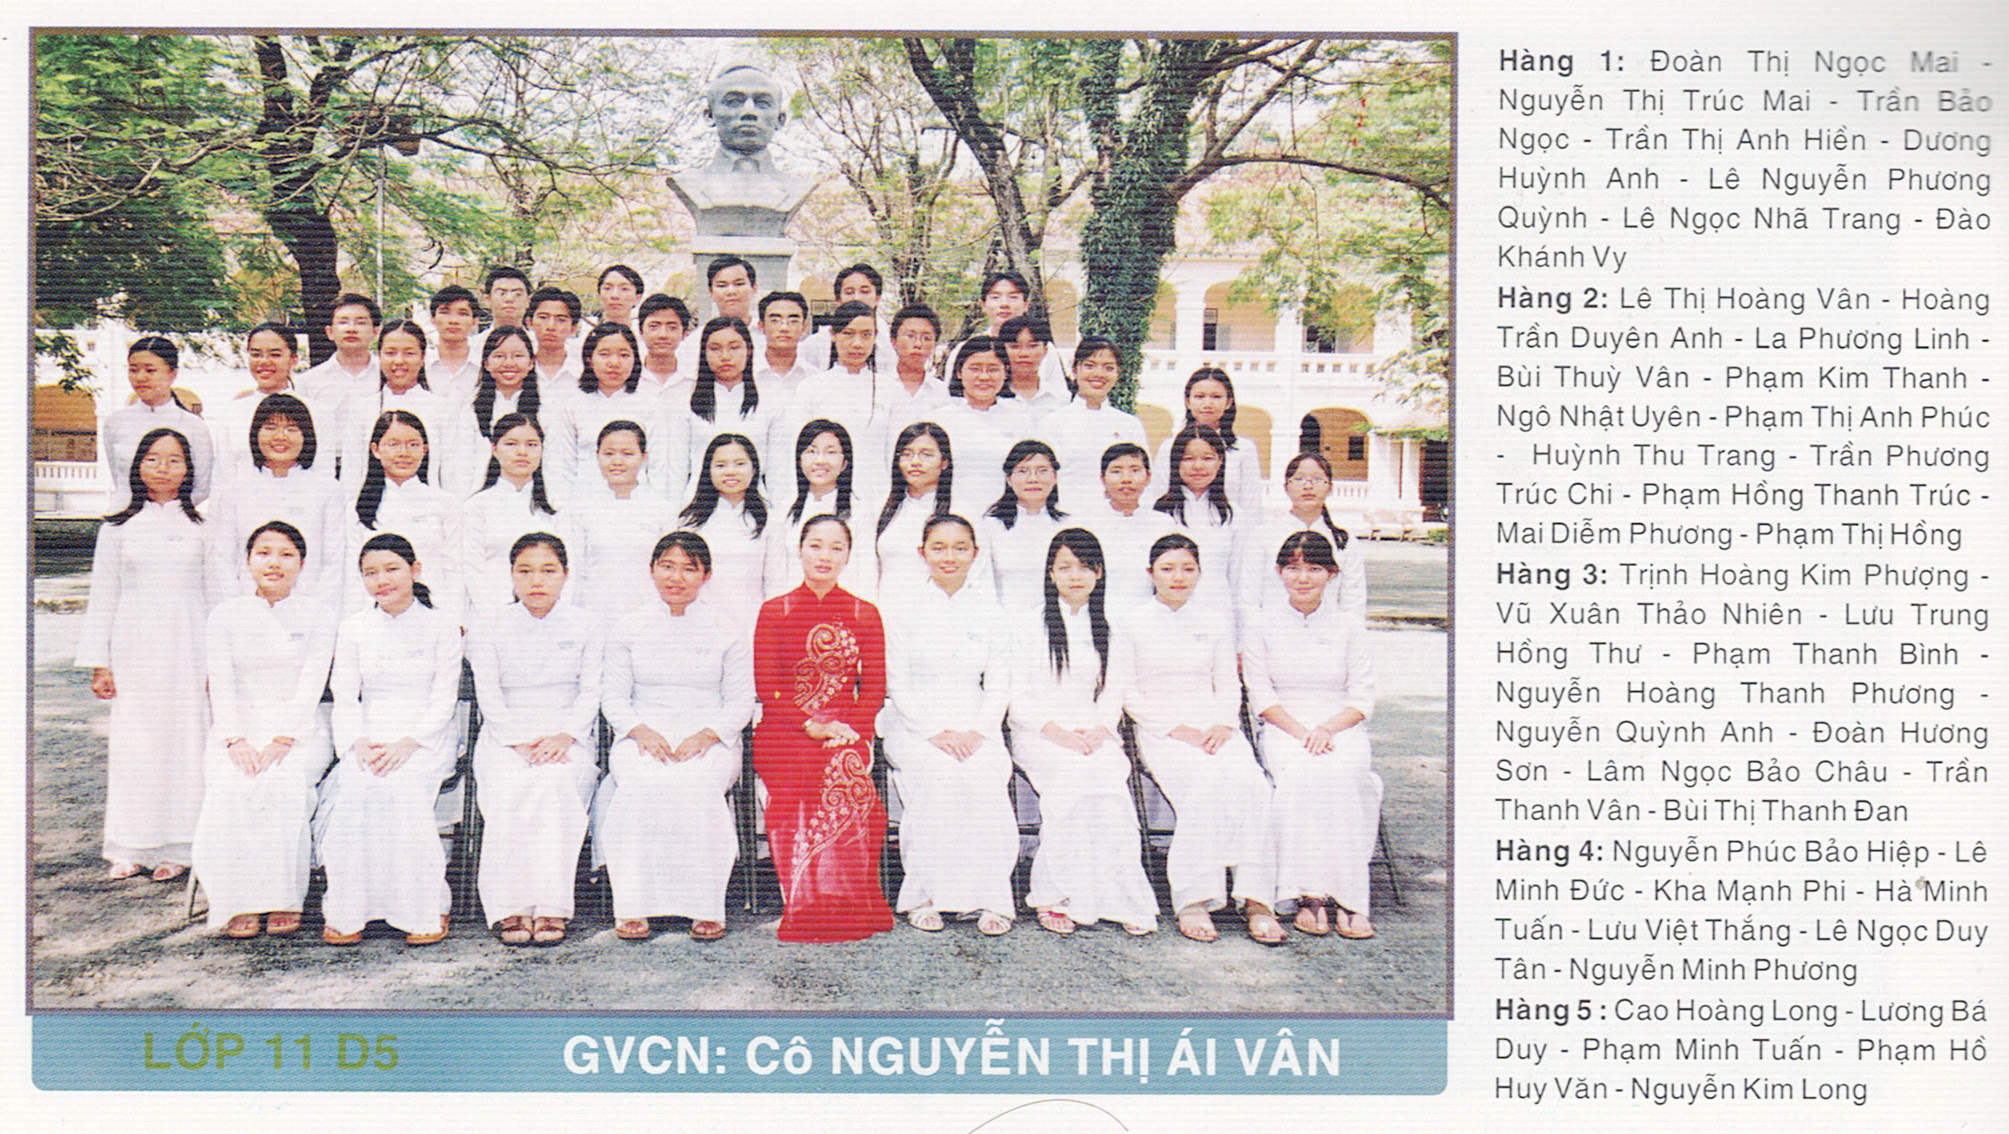 Hàng 1: Đoàn Thị Ngọc Mai -
Nguyễn Thị Trúc Mai - Trần Bảo
Ngọc - Trần Thị Anh Hiền - Dương
Huỳnh Anh - Lê Nguyễn Phương
Quỳnh - Lê Ngọc Nhã Trang - Đào
Khánh Vy
Hàng 2: Lê Thị Hoàng Vân - Hoàng
Trần Duyên Anh - La Phương Linh -
Bùi Thuỳ Vân - Phạm Kim Thanh -
Ngô Nhật Uyên - Phạm Thị Anh Phúc
- Huỳnh Thu Trang - Trần Phương
Trúc Chi - Phạm Hồng Thanh Trúc -
Mai Diễm Phương - Phạm Thị Hồng
Hàng 3: Trịnh Hoàng Kim Phượng -
Vũ Xuân Thảo Nhiên - Lưu Trung
Hồng Thư - Phạm Thanh Bình -
Nguyễn Hoàng Thanh Phương -
Nguyễn Quỳnh Anh - Đoàn Hương
Sơn - Lâm Ngọc Bảo Châu - Trần
Thanh Vân - Bùi Thị Thanh Đan
Hàng 4: Nguyễn Phúc Bảo Hiệp - Lê
Minh Đức - Kha Mạnh Phi - Hà Minh
Tuấn - Lưu Việt Thắng - Lê Ngọc Duy
Tân - Nguyễn Minh Phương
Hàng 5 : Cao Hoàng Long - Lương Bá
Duy - Phạm Minh Tuấn - Phạm Hồ
Huy Văn - Nguyễn Kim Long
LỚP 11 D5
GVCN: Cô NGUYỄN THỊ ÁI VÂN